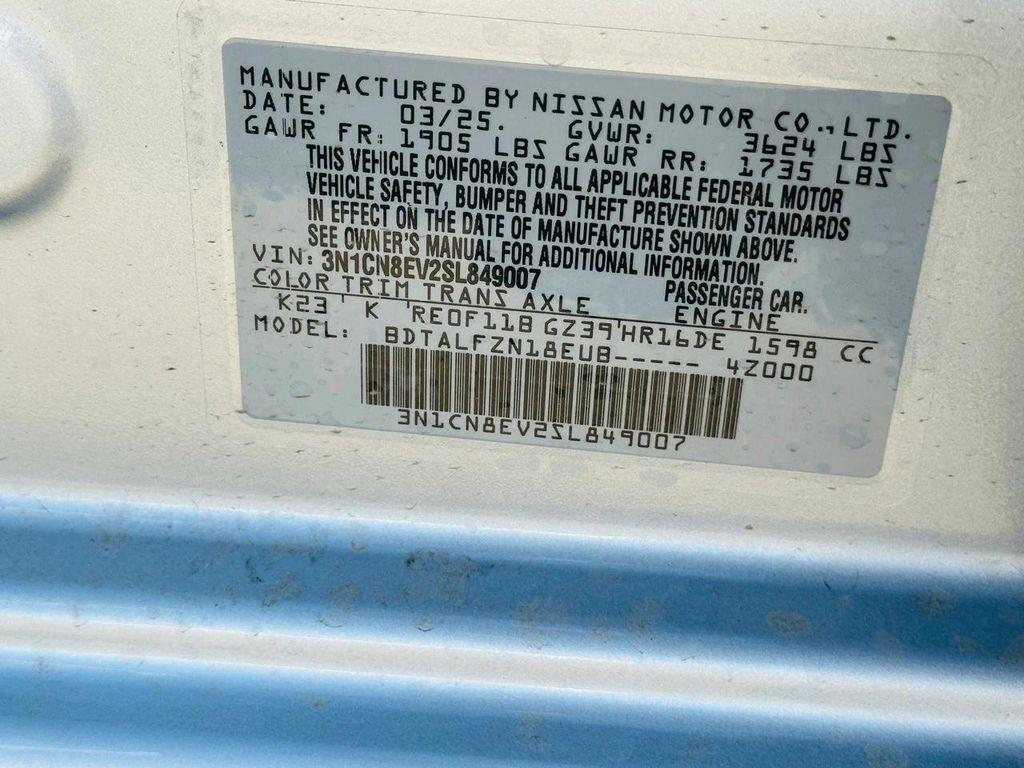 MANUFACTURED BY NISSAN MOTOR CO., LTD.
DATE: 03/25. GVWR: 3624 LBS
GAWR FR: 1905 LBS GAWR RR: 1735 LBS
THIS VEHICLE CONFORMS TO ALL APPLICABLE FEDERAL MOTOR
VEHICLE SAFETY, BUMPER AND THEFT PREVENTION STANDARDS
IN EFFECT ON THE DATE OF MANUFACTURE SHOWN ABOVE.
SEE OWNER'S MANUAL FOR ADDITIONAL INFORMATION.
VIN: 3N1CN8EV2SL849007 PASSENGER CAR.
COLOR TRIM TRANS AXLE ENGINE
K23 ' K 'RE0F11B GZ39'HR16DE 1598 CC
MODEL: BDTALFZN18EUB----- 4Z000
3N1CN8EV2SL849007